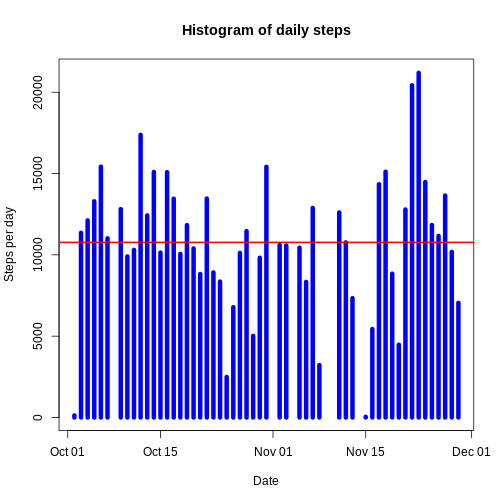 Histogram of daily steps
Steps per day
20000
15000
10000
5000
0
Oct 01 Oct 15 Nov 01 Nov 15 Dec 01
Date